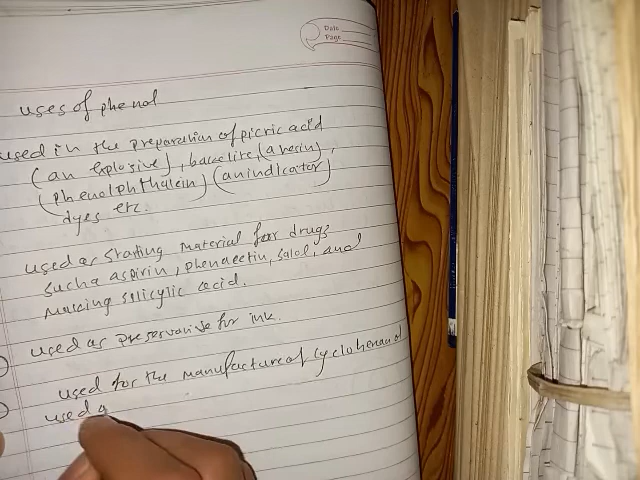 Date
Page
uses of phenol
used in the preparation of picric acid
(an explosive), bakelite, (a resin),
(phenolphthalein) (an indicator)
dyes etc.
used as starting material for drugs
such a aspirin, phenacetin, salol, and
making silicylic acid.
used as preservative for ink.
used for the manufacture of cyclohexanol
used a